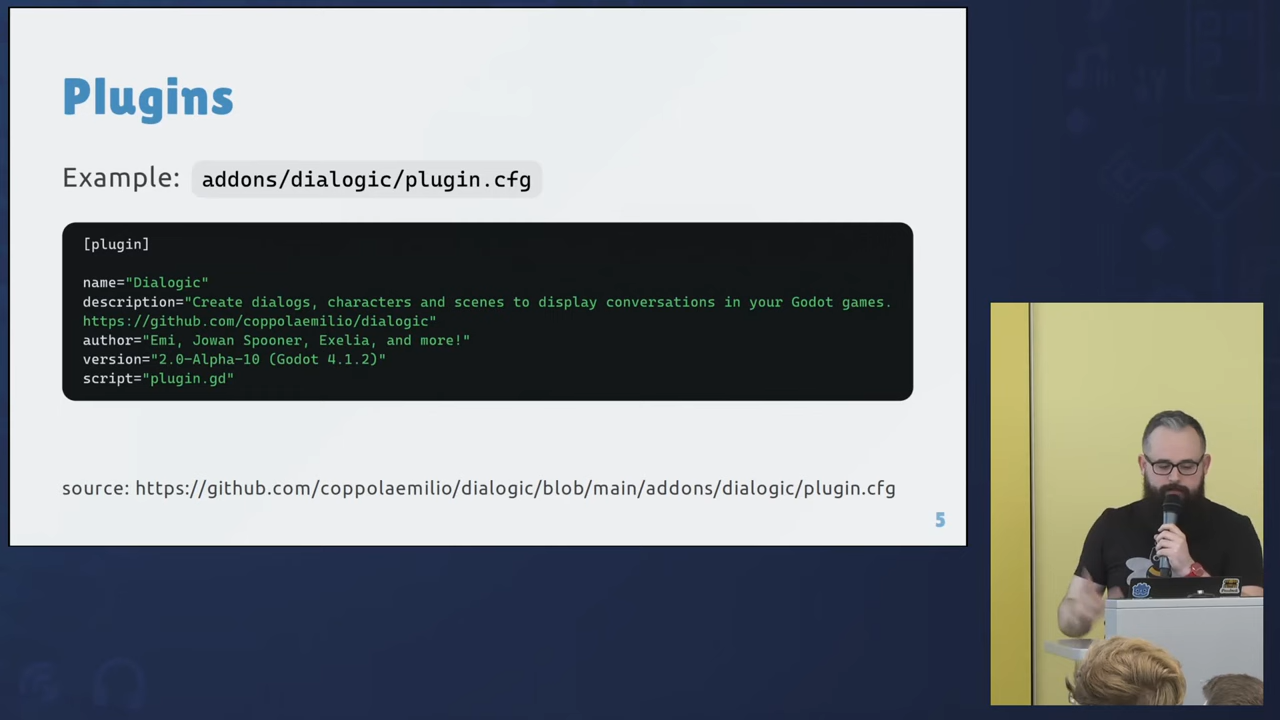 Plugins
Example: addons/dialogic/plugin.cfg
[plugin]
name="Dialogic"
description="Create dialogs, characters and scenes to display conversations in your Godot games.
https://github.com/coppolaemilio/dialogic"
author="Emi, Jowan Spooner, Exelia, and more!"
version="2.0-Alpha-10 (Godot 4.1.2)"
script="plugin.gd"
source: https://github.com/coppolaemilio/dialogic/blob/main/addons/dialogic/plugin.cfg
5